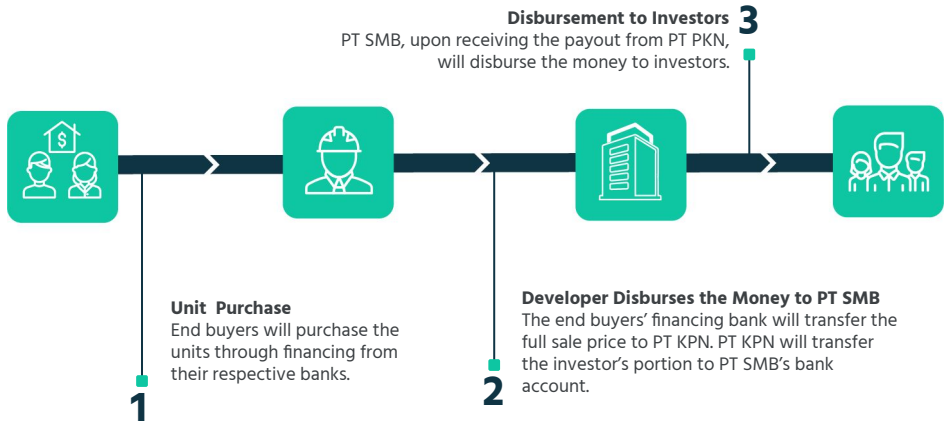 Disbursement to Investors
3
PT SMB, upon receiving the payout from PT PKN,
will disburse the money to investors.
$
Unit Purchase
End buyers will purchase the
units through financing from
their respective banks.
1
Developer Disburses the Money to PT SMB
The end buyers’ financing bank will transfer the
full sale price to PT KPN. PT KPN will transfer
the investor’s portion to PT SMB’s bank
account.
2